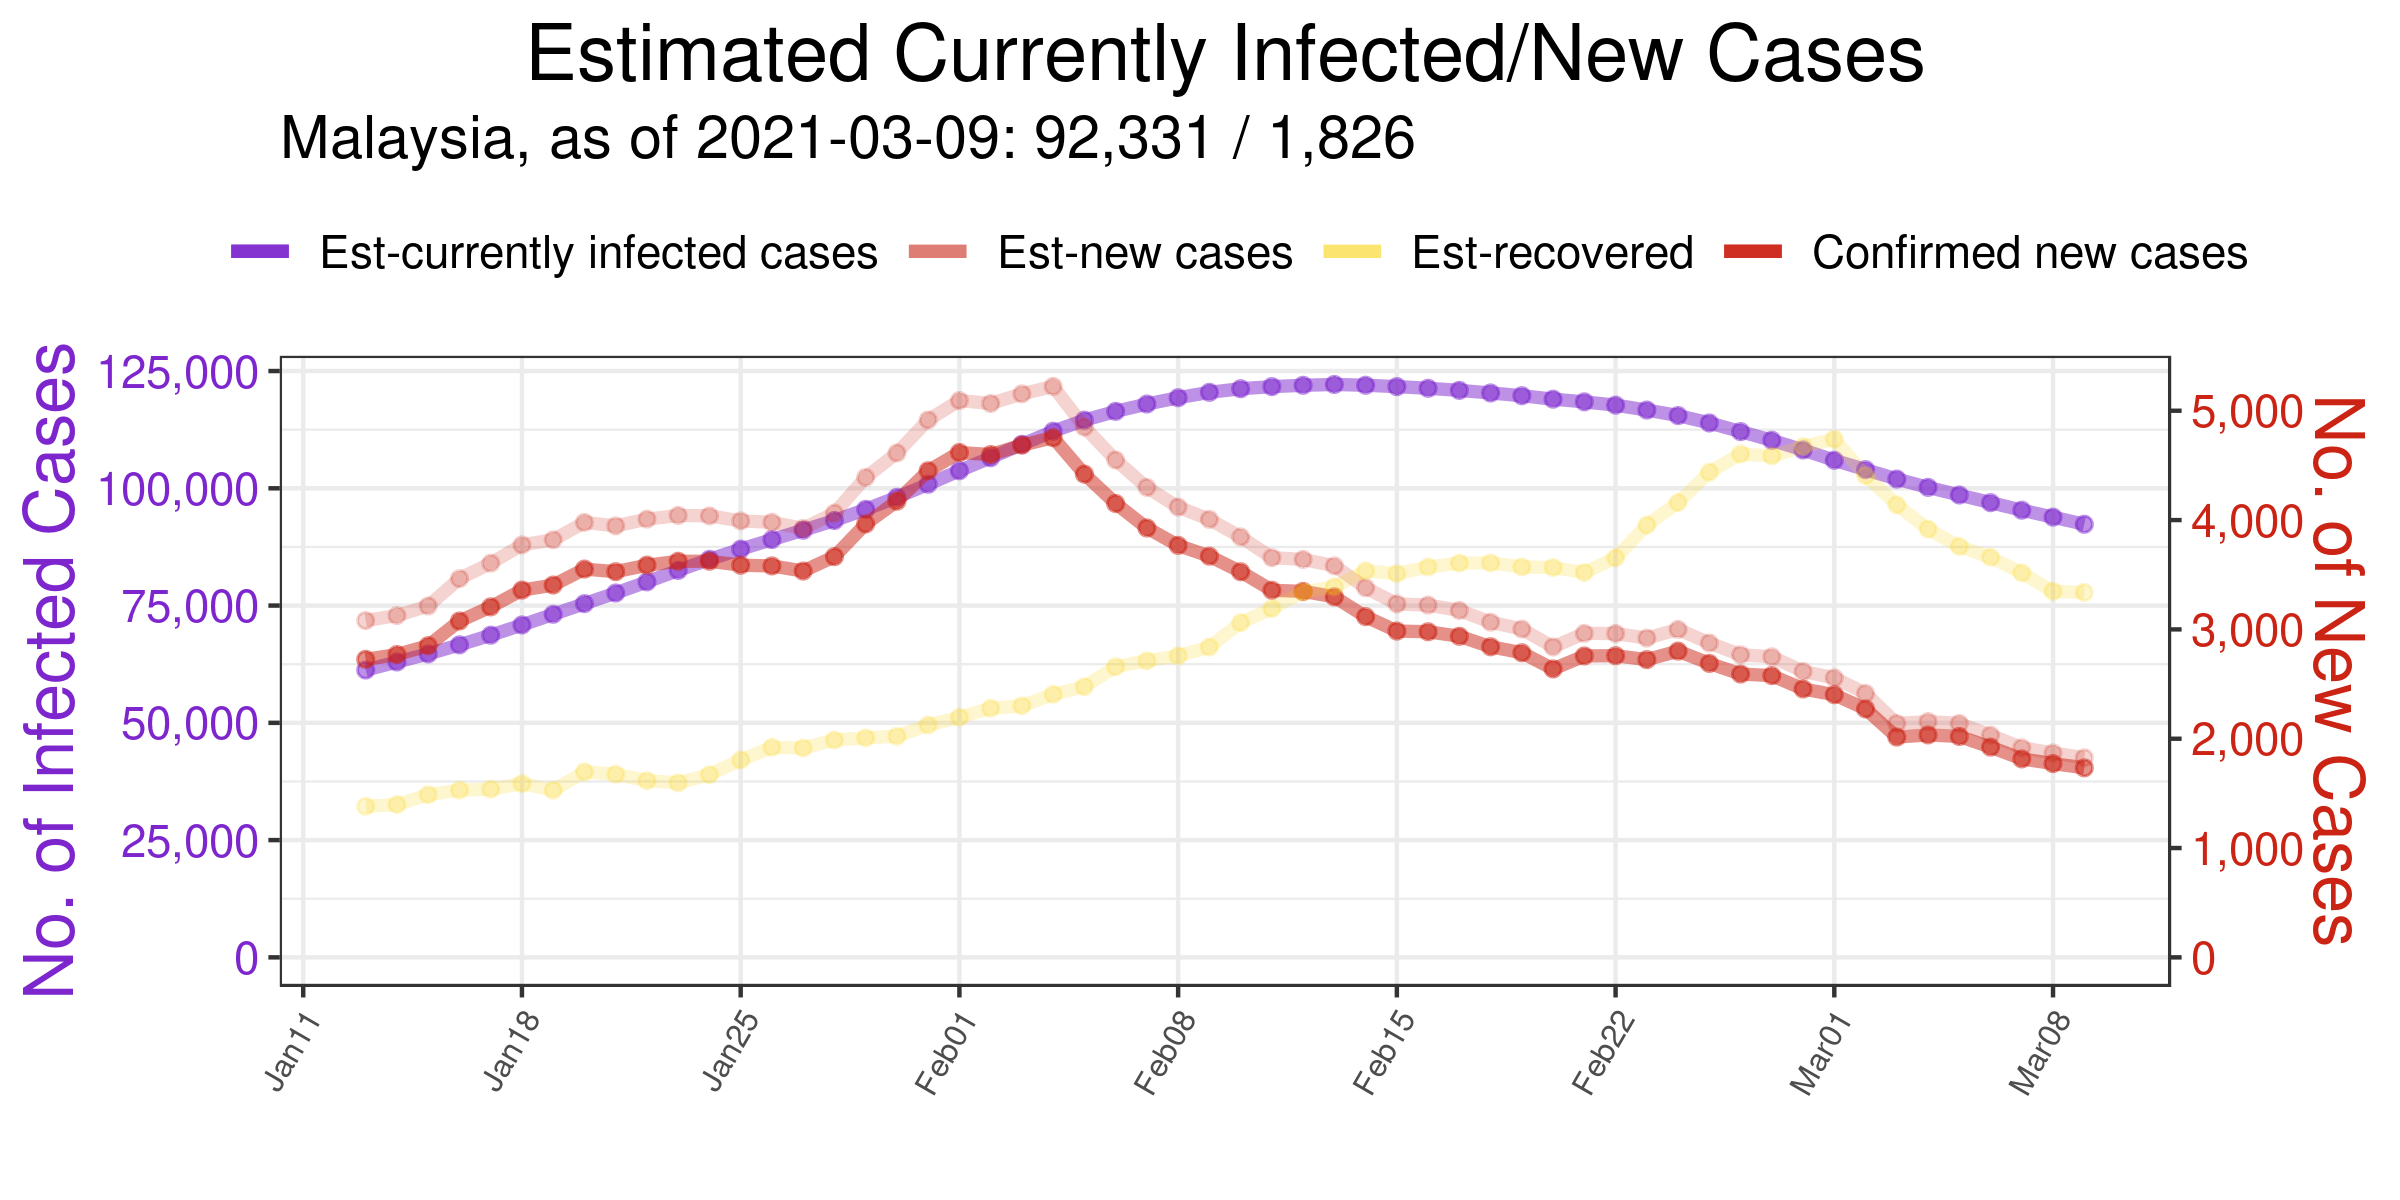 Estimated Currently Infected/New Cases
Malaysia, as of 2021-03-09: 92,331 / 1,826
Est-currently infected cases Est-new cases Est-recovered Confirmed new cases
No. of Infected Cases
125,000
100,000
75,000
50,000
25,000
0
5,000
4,000
3,000
2,000
1,000
0
No. of New Cases
Jan11 Jan18 Jan25 Feb01 Feb08 Feb15 Feb22 Mar01 Mar08